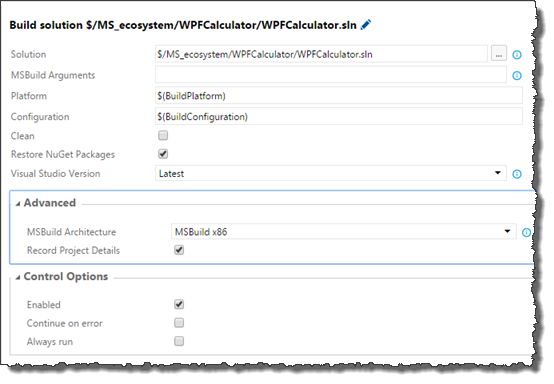 Build solution $/MS_ecosystem/WPFCalculator/WPFCalculator.sln
Solution $/MS_ecosystem/WPFCalculator/WPFCalculator.sln ...
MSBuild Arguments
Platform $(BuildPlatform)
Configuration $(BuildConfiguration)
Clean
Restore NuGet Packages
Visual Studio Version Latest
Advanced
MSBuild Architecture MSBuild x86
Record Project Details
Control Options
Enabled
Continue on error
Always run